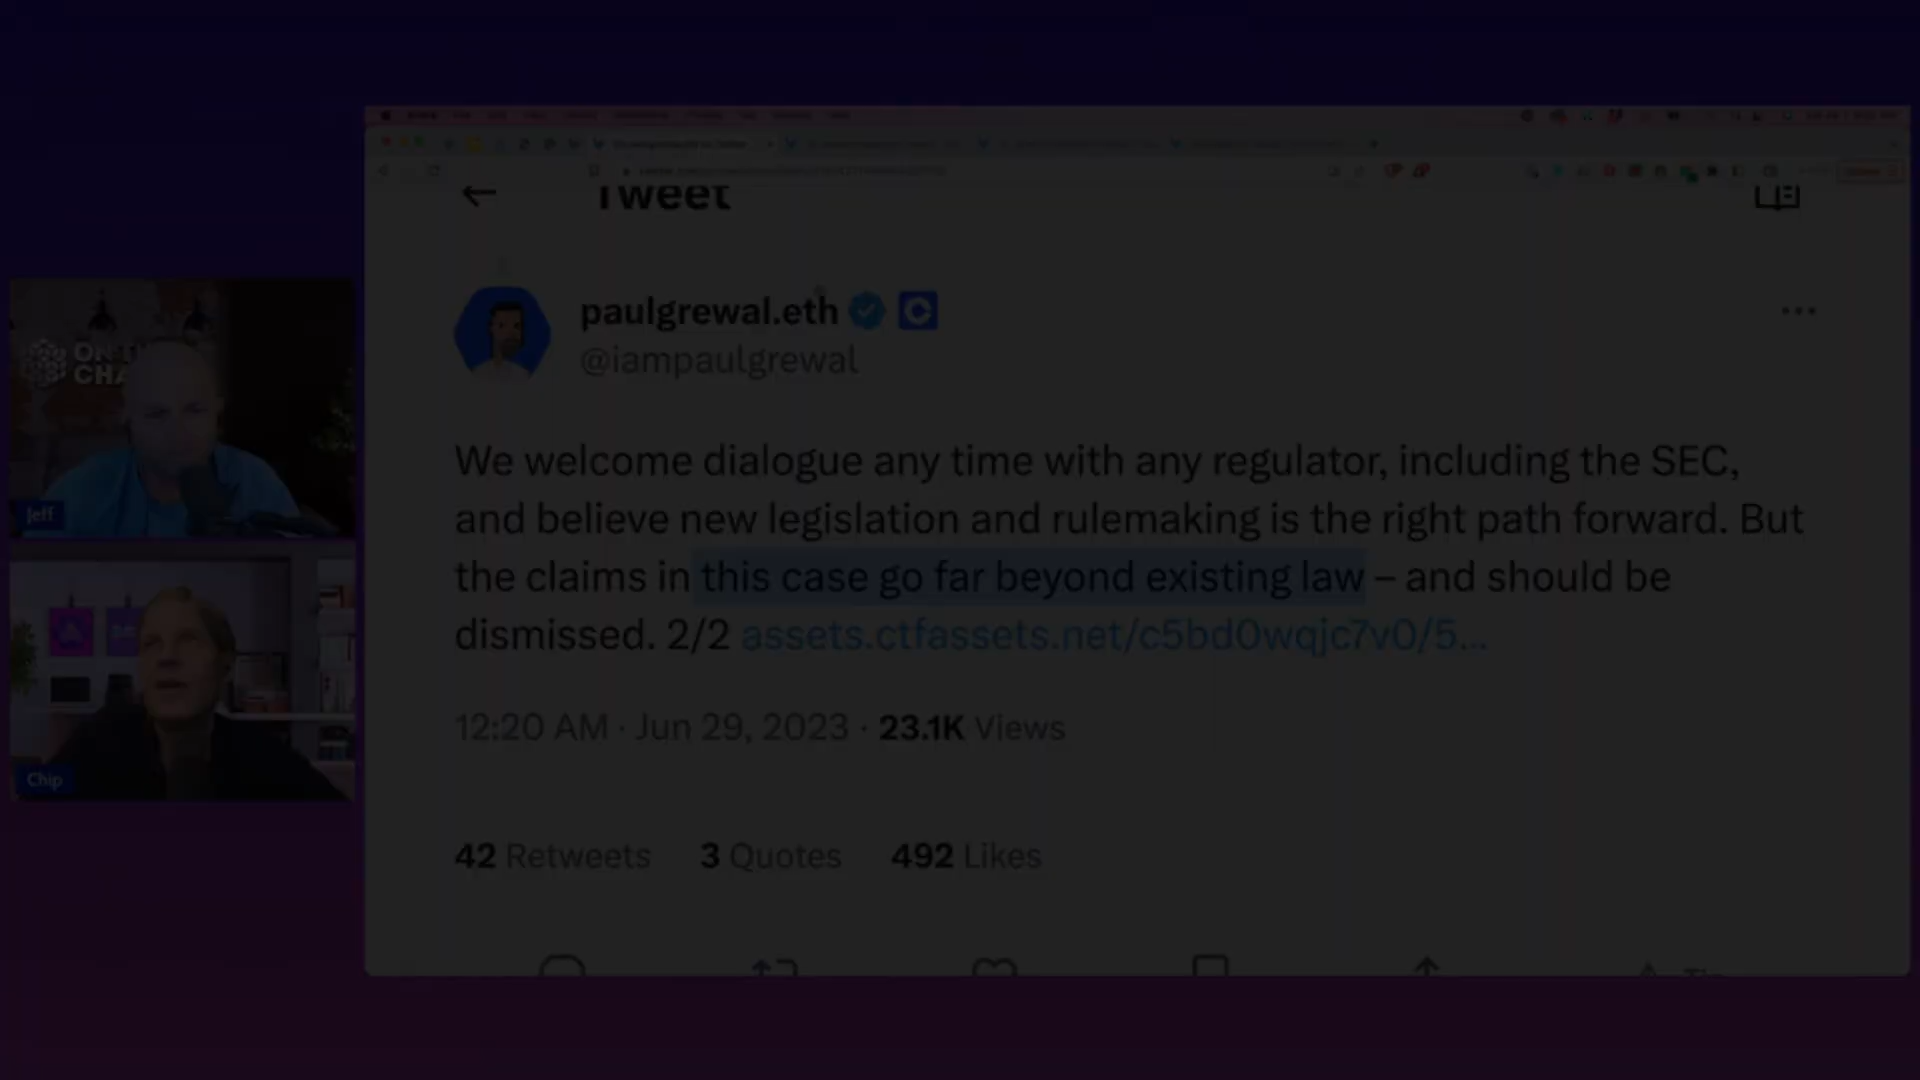 Tweet
paulgrewal.eth
@iampaulgrewal
ON T
CHA
Jeff
Chip
We welcome dialogue any time with any regulator, including the SEC,
and believe new legislation and rulemaking is the right path forward. But
the claims in this case go far beyond existing law – and should be
dismissed. 2/2 assets.ctfassets.net/c5bd0wqjc7v0/5...
12:20 AM · Jun 29, 2023 · 23.1K Views
42 Retweets 3 Quotes 492 Likes